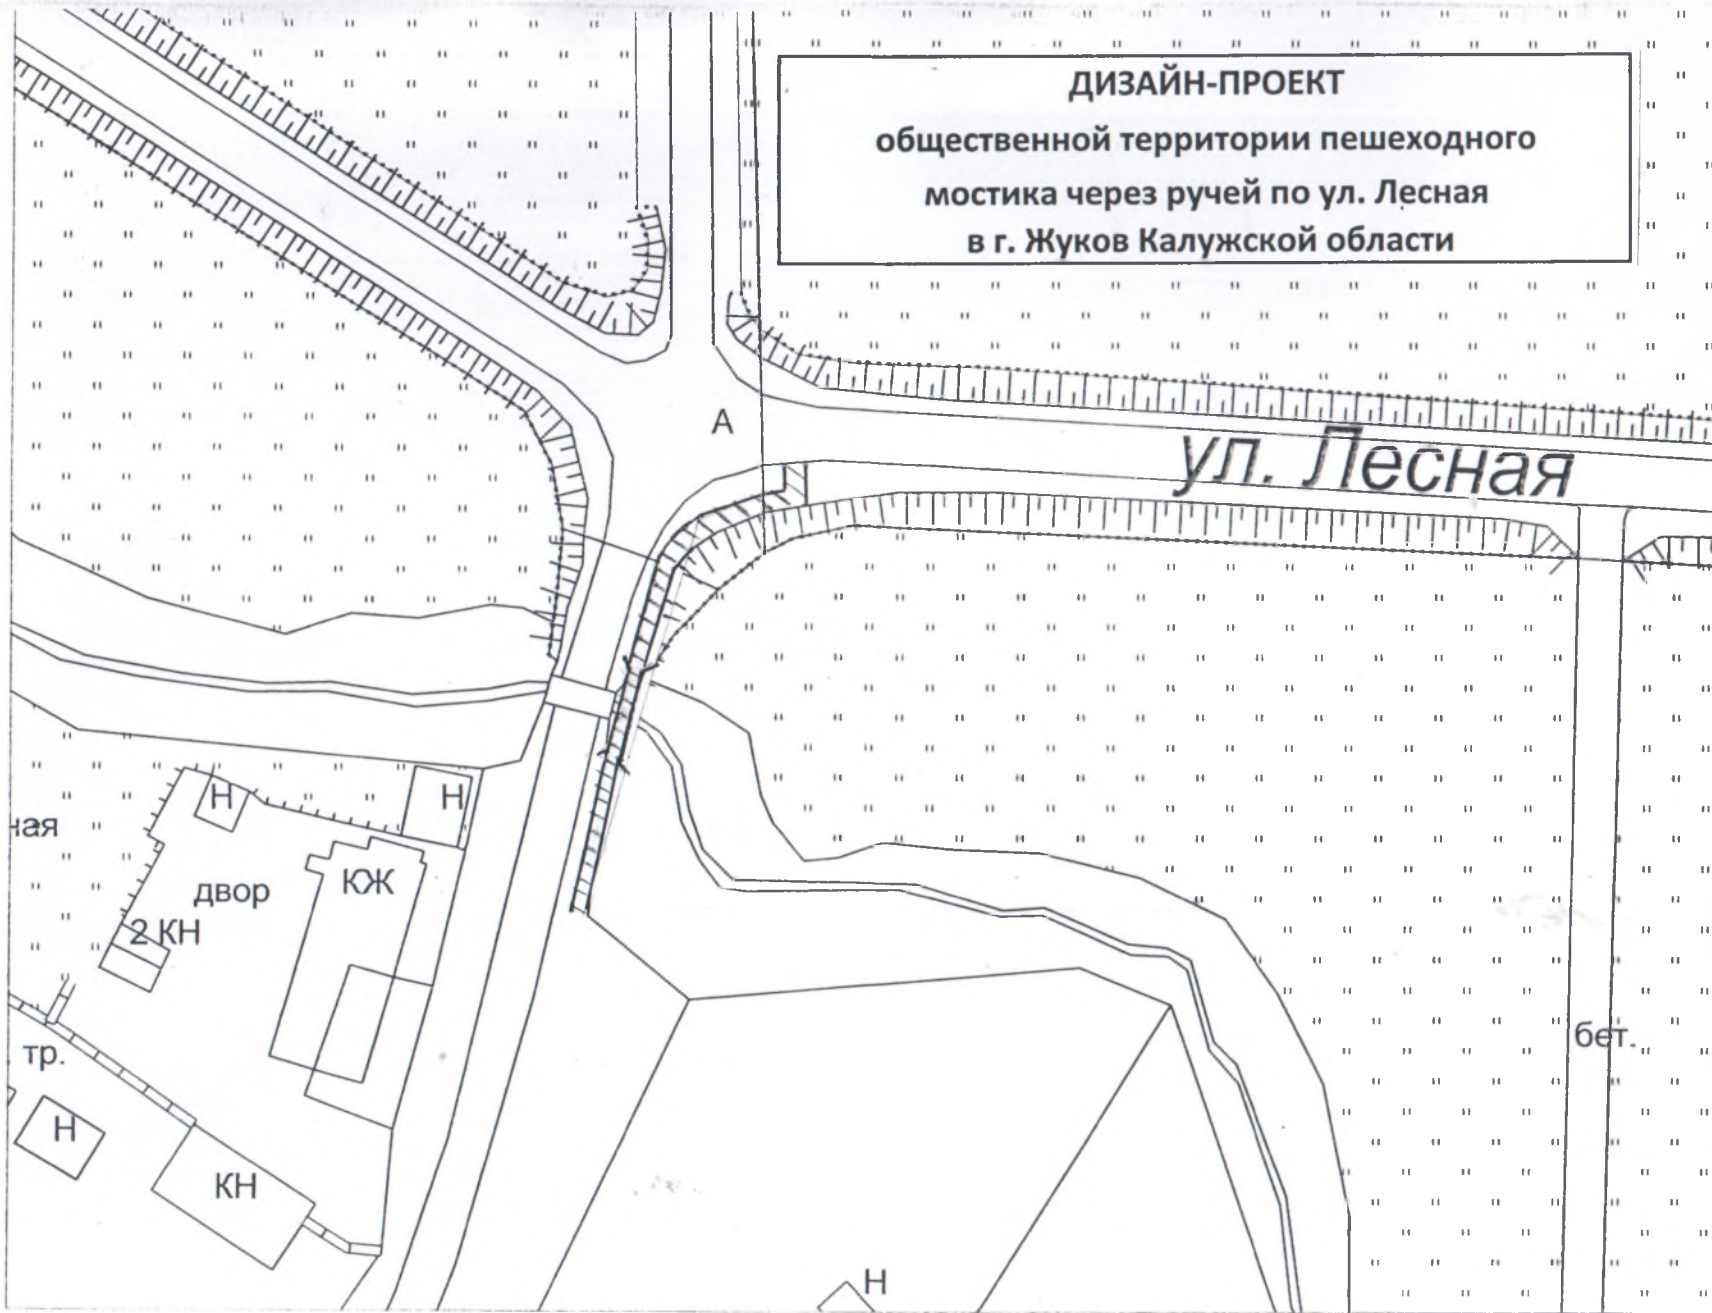 ДИЗАЙН-ПРОЕКТ
общественной территории пешеходного
мостика через ручей по ул. Лесная
в г. Жуков Калужской области
А
ул. Лесная
Н
Н
ная
двор
КЖ
2 КН
бет.
тр.
Н
КН
Н